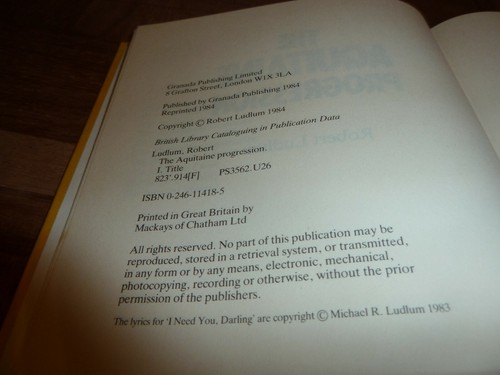 Granada Publishing Limited
8 Grafton Street, London W1X 3LA
Published by Granada Publishing 1984
Reprinted 1984
Copyright © Robert Ludlum 1984
British Library Cataloguing in Publication Data
Ludlum, Robert
The Aquitaine progression.
I. Title
823'.914[F] PS3562.U26
ISBN 0-246-11418-5
Printed in Great Britain by
Mackays of Chatham Ltd
All rights reserved. No part of this publication may be
reproduced, stored in a retrieval system, or transmitted,
in any form or by any means, electronic, mechanical,
photocopying, recording or otherwise, without the prior
permission of the publishers.
The lyrics for 'I Need You, Darling' are copyright © Michael R. Ludlum 1983